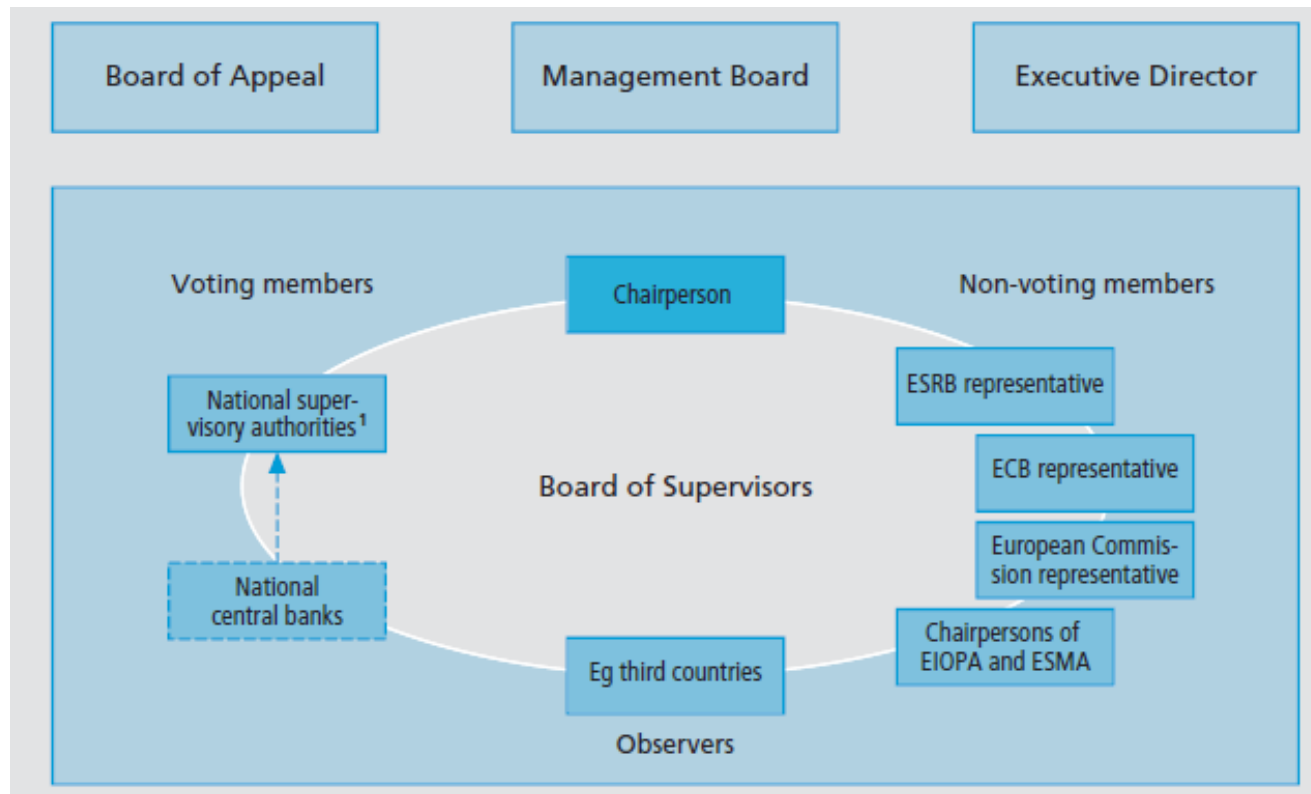 Board of Appeal
Management Board
Executive Director
Voting members
Chairperson
Non-voting members
National super-
visory authorities¹
ESRB representative
ECB representative
Board of Supervisors
European Commis-
sion representative
National
central banks
Chairpersons of
EIOPA and ESMA
Eg third countries
Observers